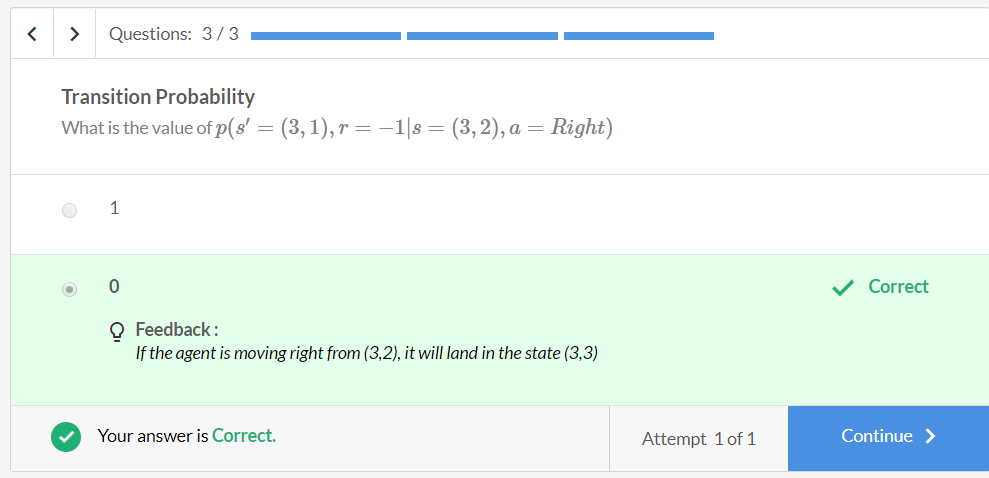 Questions: 3 / 3
Transition Probability
What is the value of p(s′ = (3, 1), r = −1|s = (3, 2), a = Right)
1
0
Correct
Feedback :
If the agent is moving right from (3,2), it will land in the state (3,3)
Your answer is Correct.
Attempt 1 of 1
Continue